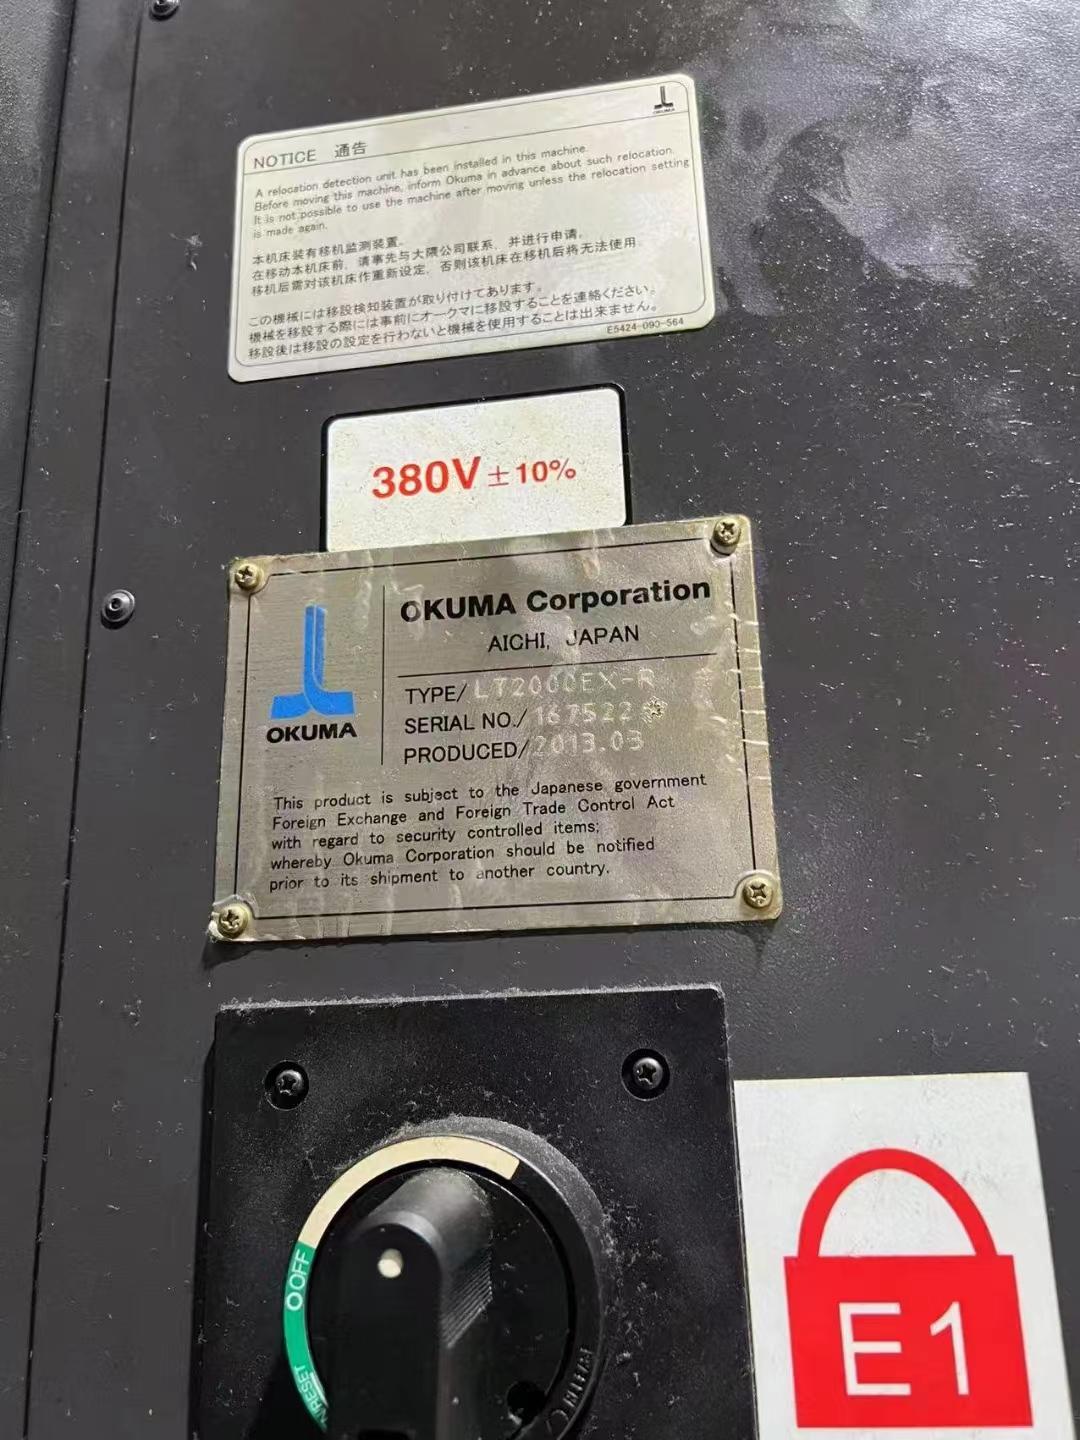 OKUMA
NOTICE 通告
A relocation detection unit has been installed in this machine.
Before moving this machine, inform Okuma in advance about such relocation.
It is not possible to use the machine after moving unless the relocation setting
is made again.
本机床装有移机监测装置。
在移动本机床前，请事先与大隈公司联系，并进行申请，
移机后需对该机床作重新设定，否则该机床在移机后将无法使用
この機械には移設検知装置が取り付けてあります。
機械を移設する際には事前にオークマに移設することを連絡ください。
移設後は移設の設定を行わないと機械を使用することは出来ません。
E5424-090-564
380V ±10%
OKUMA Corporation
AICHI, JAPAN
OKUMA
TYPE/ LT2000EX-R
SERIAL NO./ 167522
PRODUCED/ 2013.03
This product is subject to the Japanese government
Foreign Exchange and Foreign Trade Control Act
with regard to security controlled items;
whereby Okuma Corporation should be notified
prior to its shipment to another country.
OOFF
RESET
E1